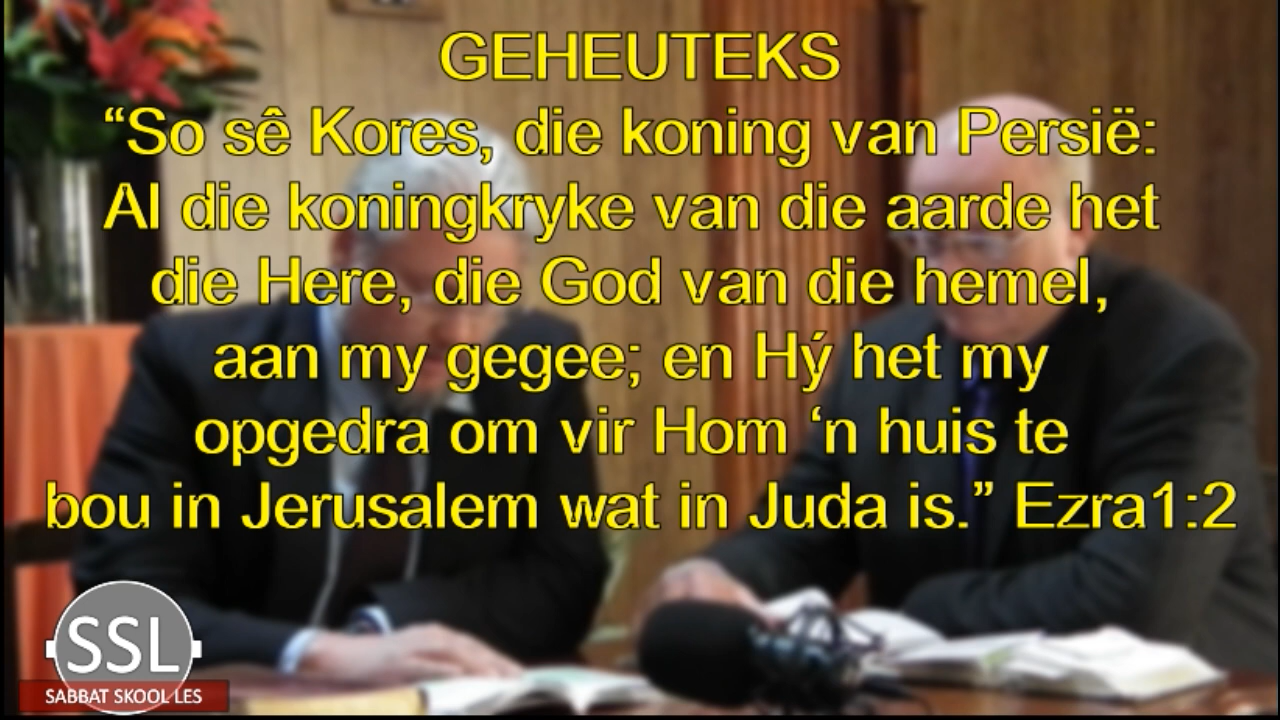 GEHEUTEKS
“So sê Kores, die koning van Persië:
Al die koningkryke van die aarde het
die Here, die God van die hemel,
aan my gegee; en Hý het my
opgedra om vir Hom ‘n huis te
bou in Jerusalem wat in Juda is.” Ezra1:2
SSL
SABBAT SKOOL LES